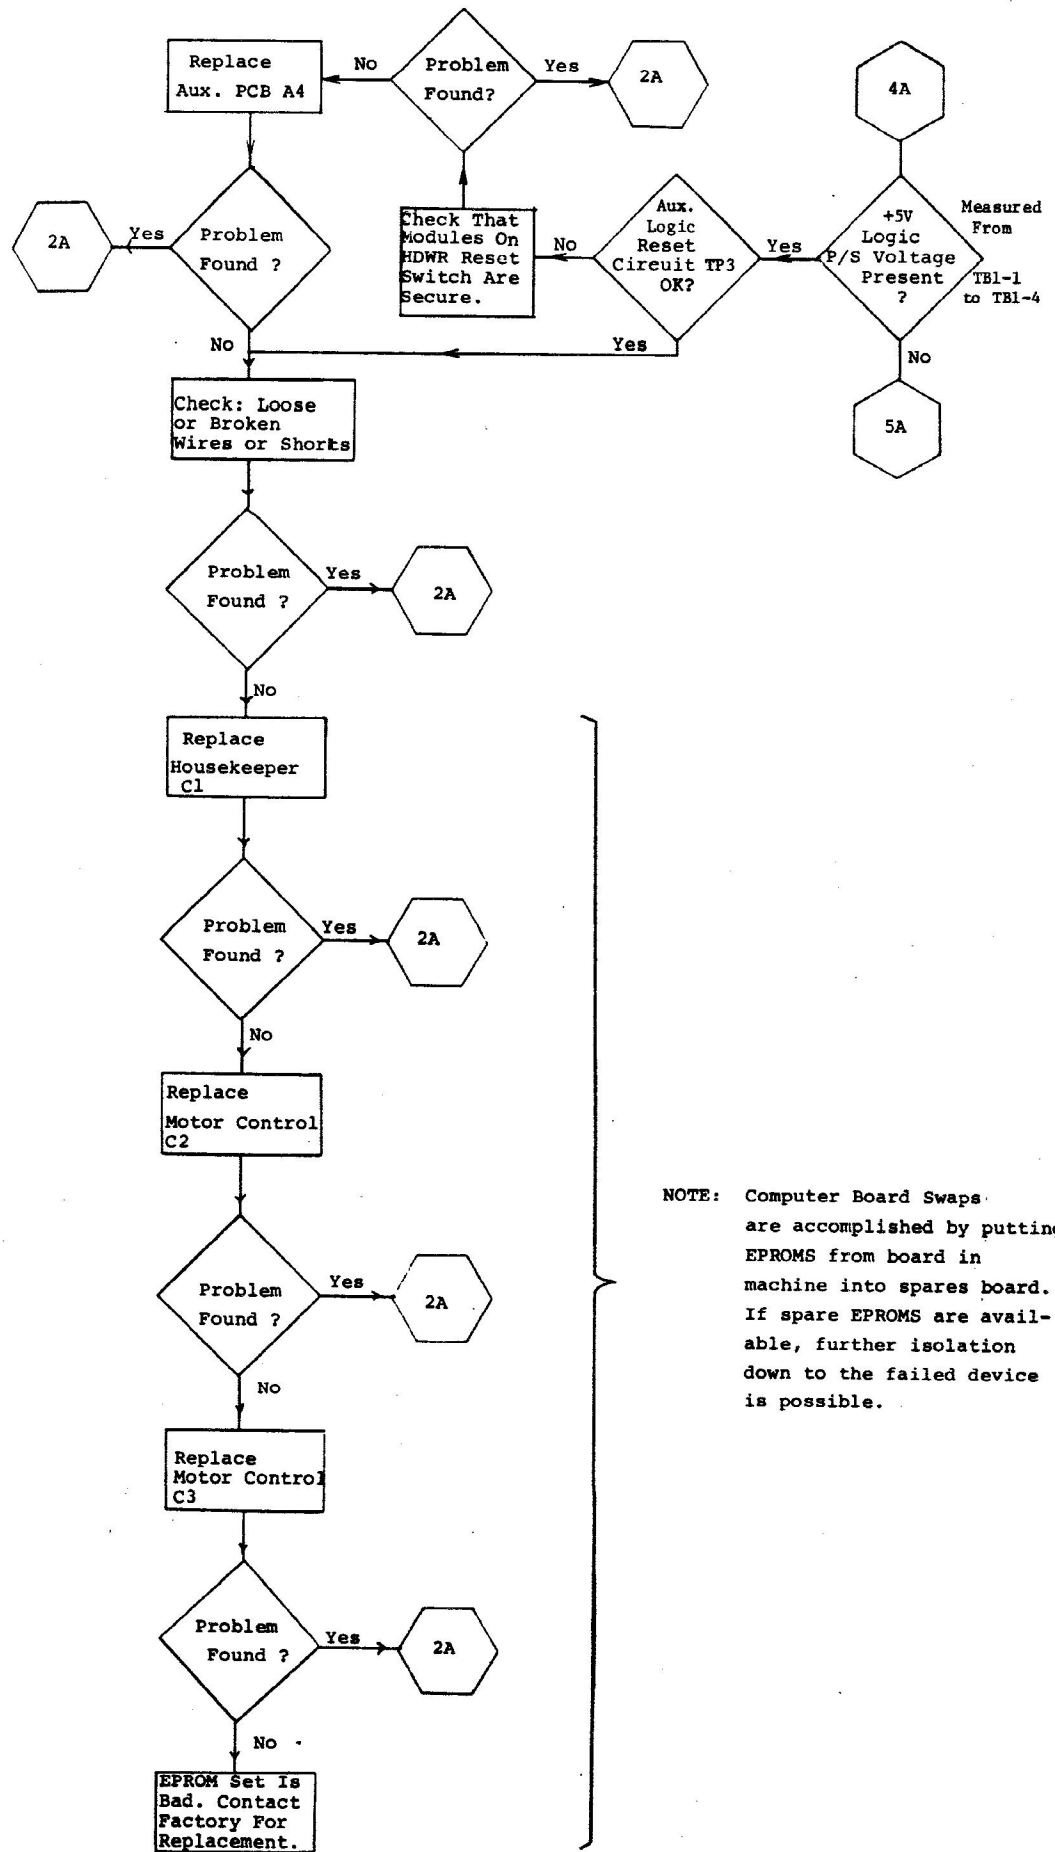 Replace
Aux. PCB A4
No
Problem
Found?
Yes
2A
4A
2A
Yes
Problem
Found ?
No
Check That
Modules On
HDWR Reset
Switch Are
Secure.
No
Aux.
Logic
Reset
Circuit TP3
OK?
Yes
Yes
+5V
Logic
P/S Voltage
Present
?
Measured
From
TB1-1
to TB1-4
No
5A
Check: Loose
or Broken
Wires or Shorts
Problem
Found ?
Yes
2A
No
Replace
Housekeeper
C1
Problem
Found ?
Yes
2A
No
Replace
Motor Control
C2
Problem
Found ?
Yes
2A
No
Replace
Motor Control
C3
Problem
Found ?
Yes
2A
No
EPROM Set Is
Bad. Contact
Factory For
Replacement.
NOTE: Computer Board Swaps
are accomplished by putting
EPROMS from board in
machine into spares board.
If spare EPROMS are avail-
able, further isolation
down to the failed device
is possible.